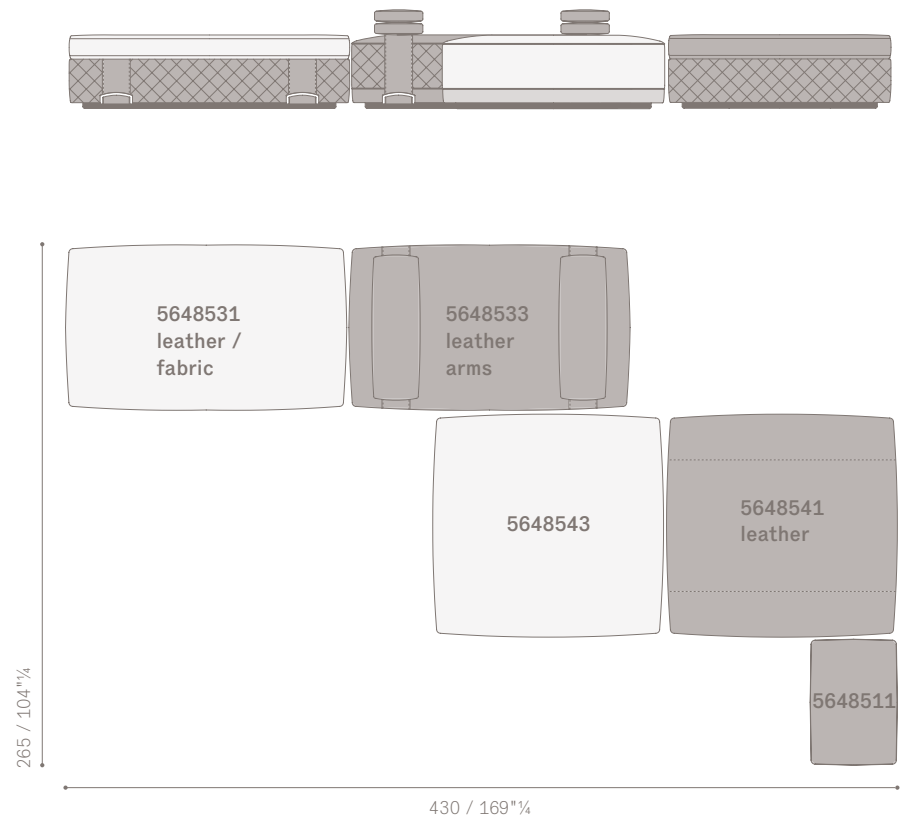 5648531
leather /
fabric
5648533
leather
arms
5648543
5648541
leather
5648511
265 / 104"¼
430 / 169"¼